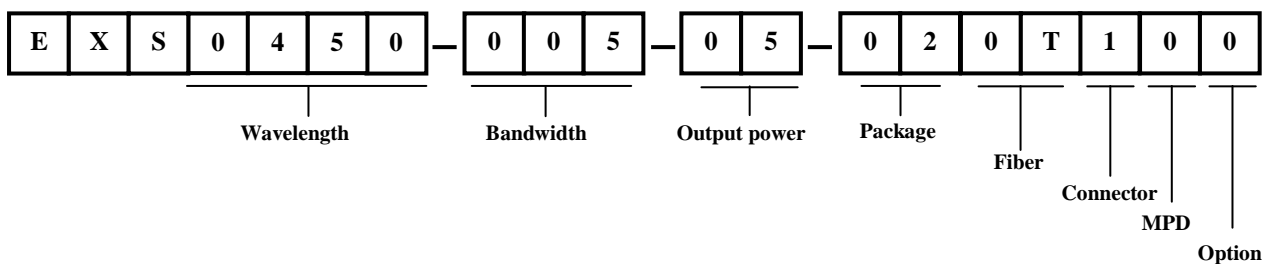 E X S 0 4 5 0 – 0 0 5 – 0 5 – 0 2 0 T 1 0 0
Wavelength Bandwidth Output power Package
Fiber
Connector
MPD
Option